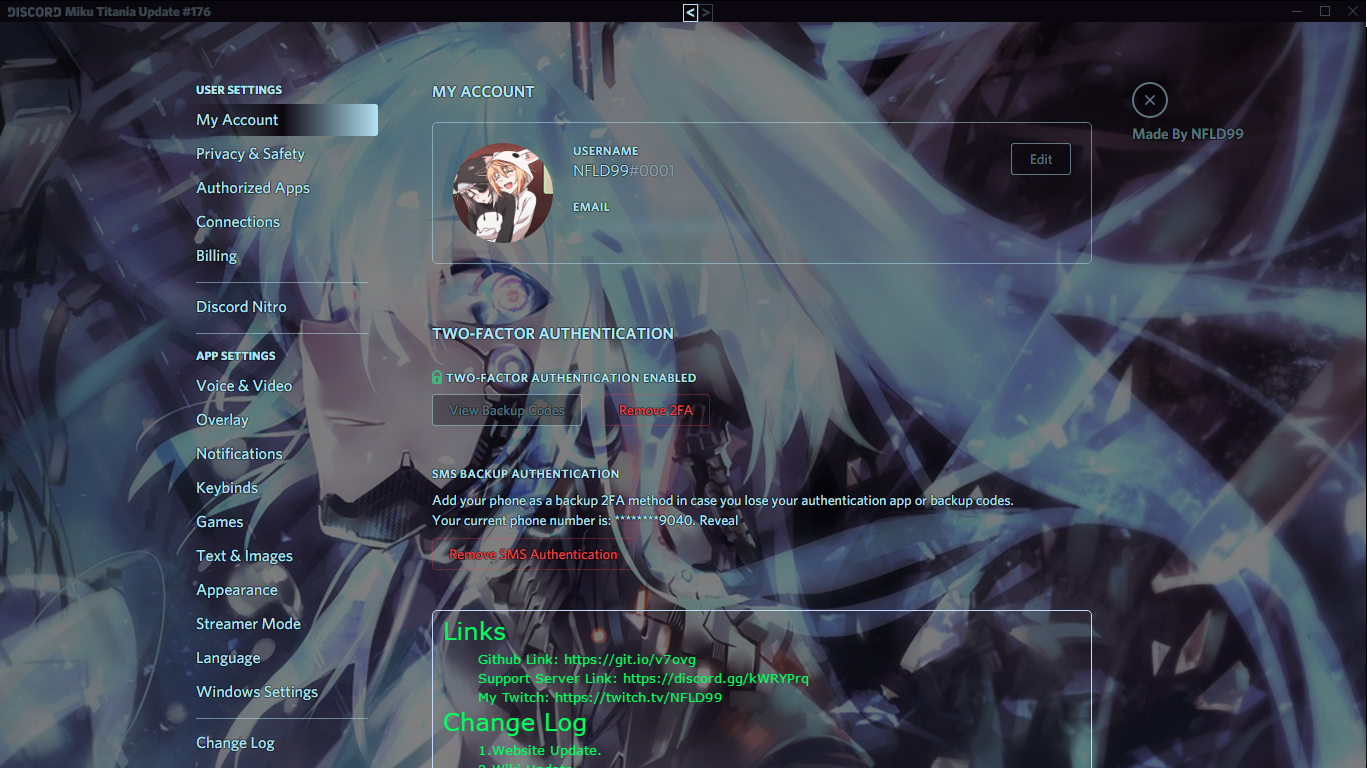 DISCORD Miku Titania Update #176
< >
USER SETTINGS
My Account
Privacy & Safety
Authorized Apps
Connections
Billing
Discord Nitro
APP SETTINGS
Voice & Video
Overlay
Notifications
Keybinds
Games
Text & Images
Appearance
Streamer Mode
Language
Windows Settings
Change Log
MY ACCOUNT
USERNAME
NFLD99#0001
Edit
EMAIL
TWO-FACTOR AUTHENTICATION
TWO-FACTOR AUTHENTICATION ENABLED
View Backup Codes
Remove 2FA
SMS BACKUP AUTHENTICATION
Add your phone as a backup 2FA method in case you lose your authentication app or backup codes.
Your current phone number is: ********9040. Reveal
Remove SMS Authentication
Links
Github Link: https://git.io/v7ovg
Support Server Link: https://discord.gg/kWRYPrq
My Twitch: https://twitch.tv/NFLD99
Change Log
1.Website Update.
2.Wiki Update.
Made By NFLD99